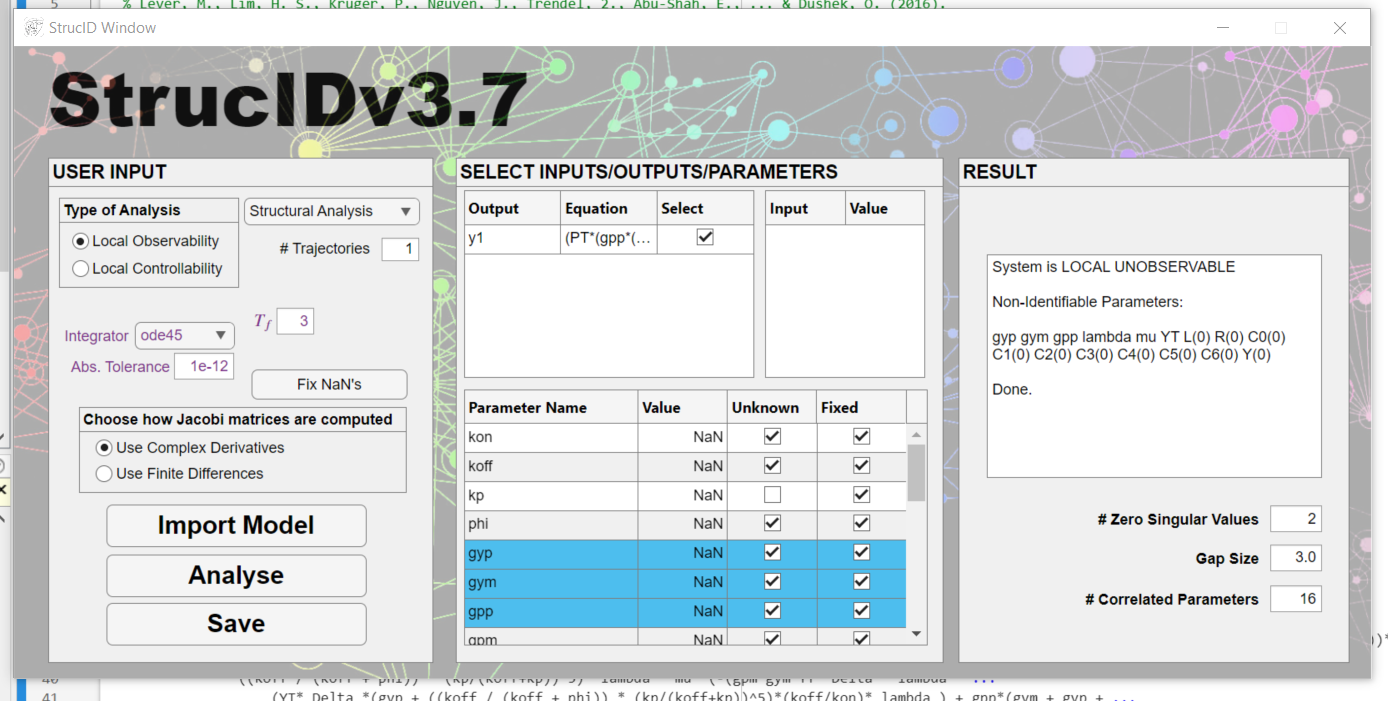 5 % Lever, M., Lim, H. S., Kruger, P., Nguyen, J., Trendel, 2., Abu-Shah, E., ... & Dushek, O. (2016).
StrucID Window
StrucIDv3.7
USER INPUT
Type of Analysis
Local Observability
Local Controllability
Structural Analysis
# Trajectories 1
Integrator ode45
Tf 3
Abs. Tolerance 1e-12
Fix NaN's
Choose how Jacobi matrices are computed
Use Complex Derivatives
Use Finite Differences
Import Model
Analyse
Save
SELECT INPUTS/OUTPUTS/PARAMETERS
Output Equation Select
y1 (PT*(gpp*(...
Input Value
Parameter Name Value Unknown Fixed
kon NaN
koff NaN
kp NaN
phi NaN
gyp NaN
gym NaN
gpp NaN
gpm NaN
RESULT
System is LOCAL UNOBSERVABLE
Non-Identifiable Parameters:
gyp gym gpp lambda mu YT L(0) R(0) C0(0)
C1(0) C2(0) C3(0) C4(0) C5(0) C6(0) Y(0)
Done.
# Zero Singular Values 2
Gap Size 3.0
# Correlated Parameters 16
40
41 (YT* Delta *(gyp + ((koff / (koff + phi)) * (kp/(koff+kp))^5)*(koff/kon)* lambda ) + gpp*(gym + gyp + ...